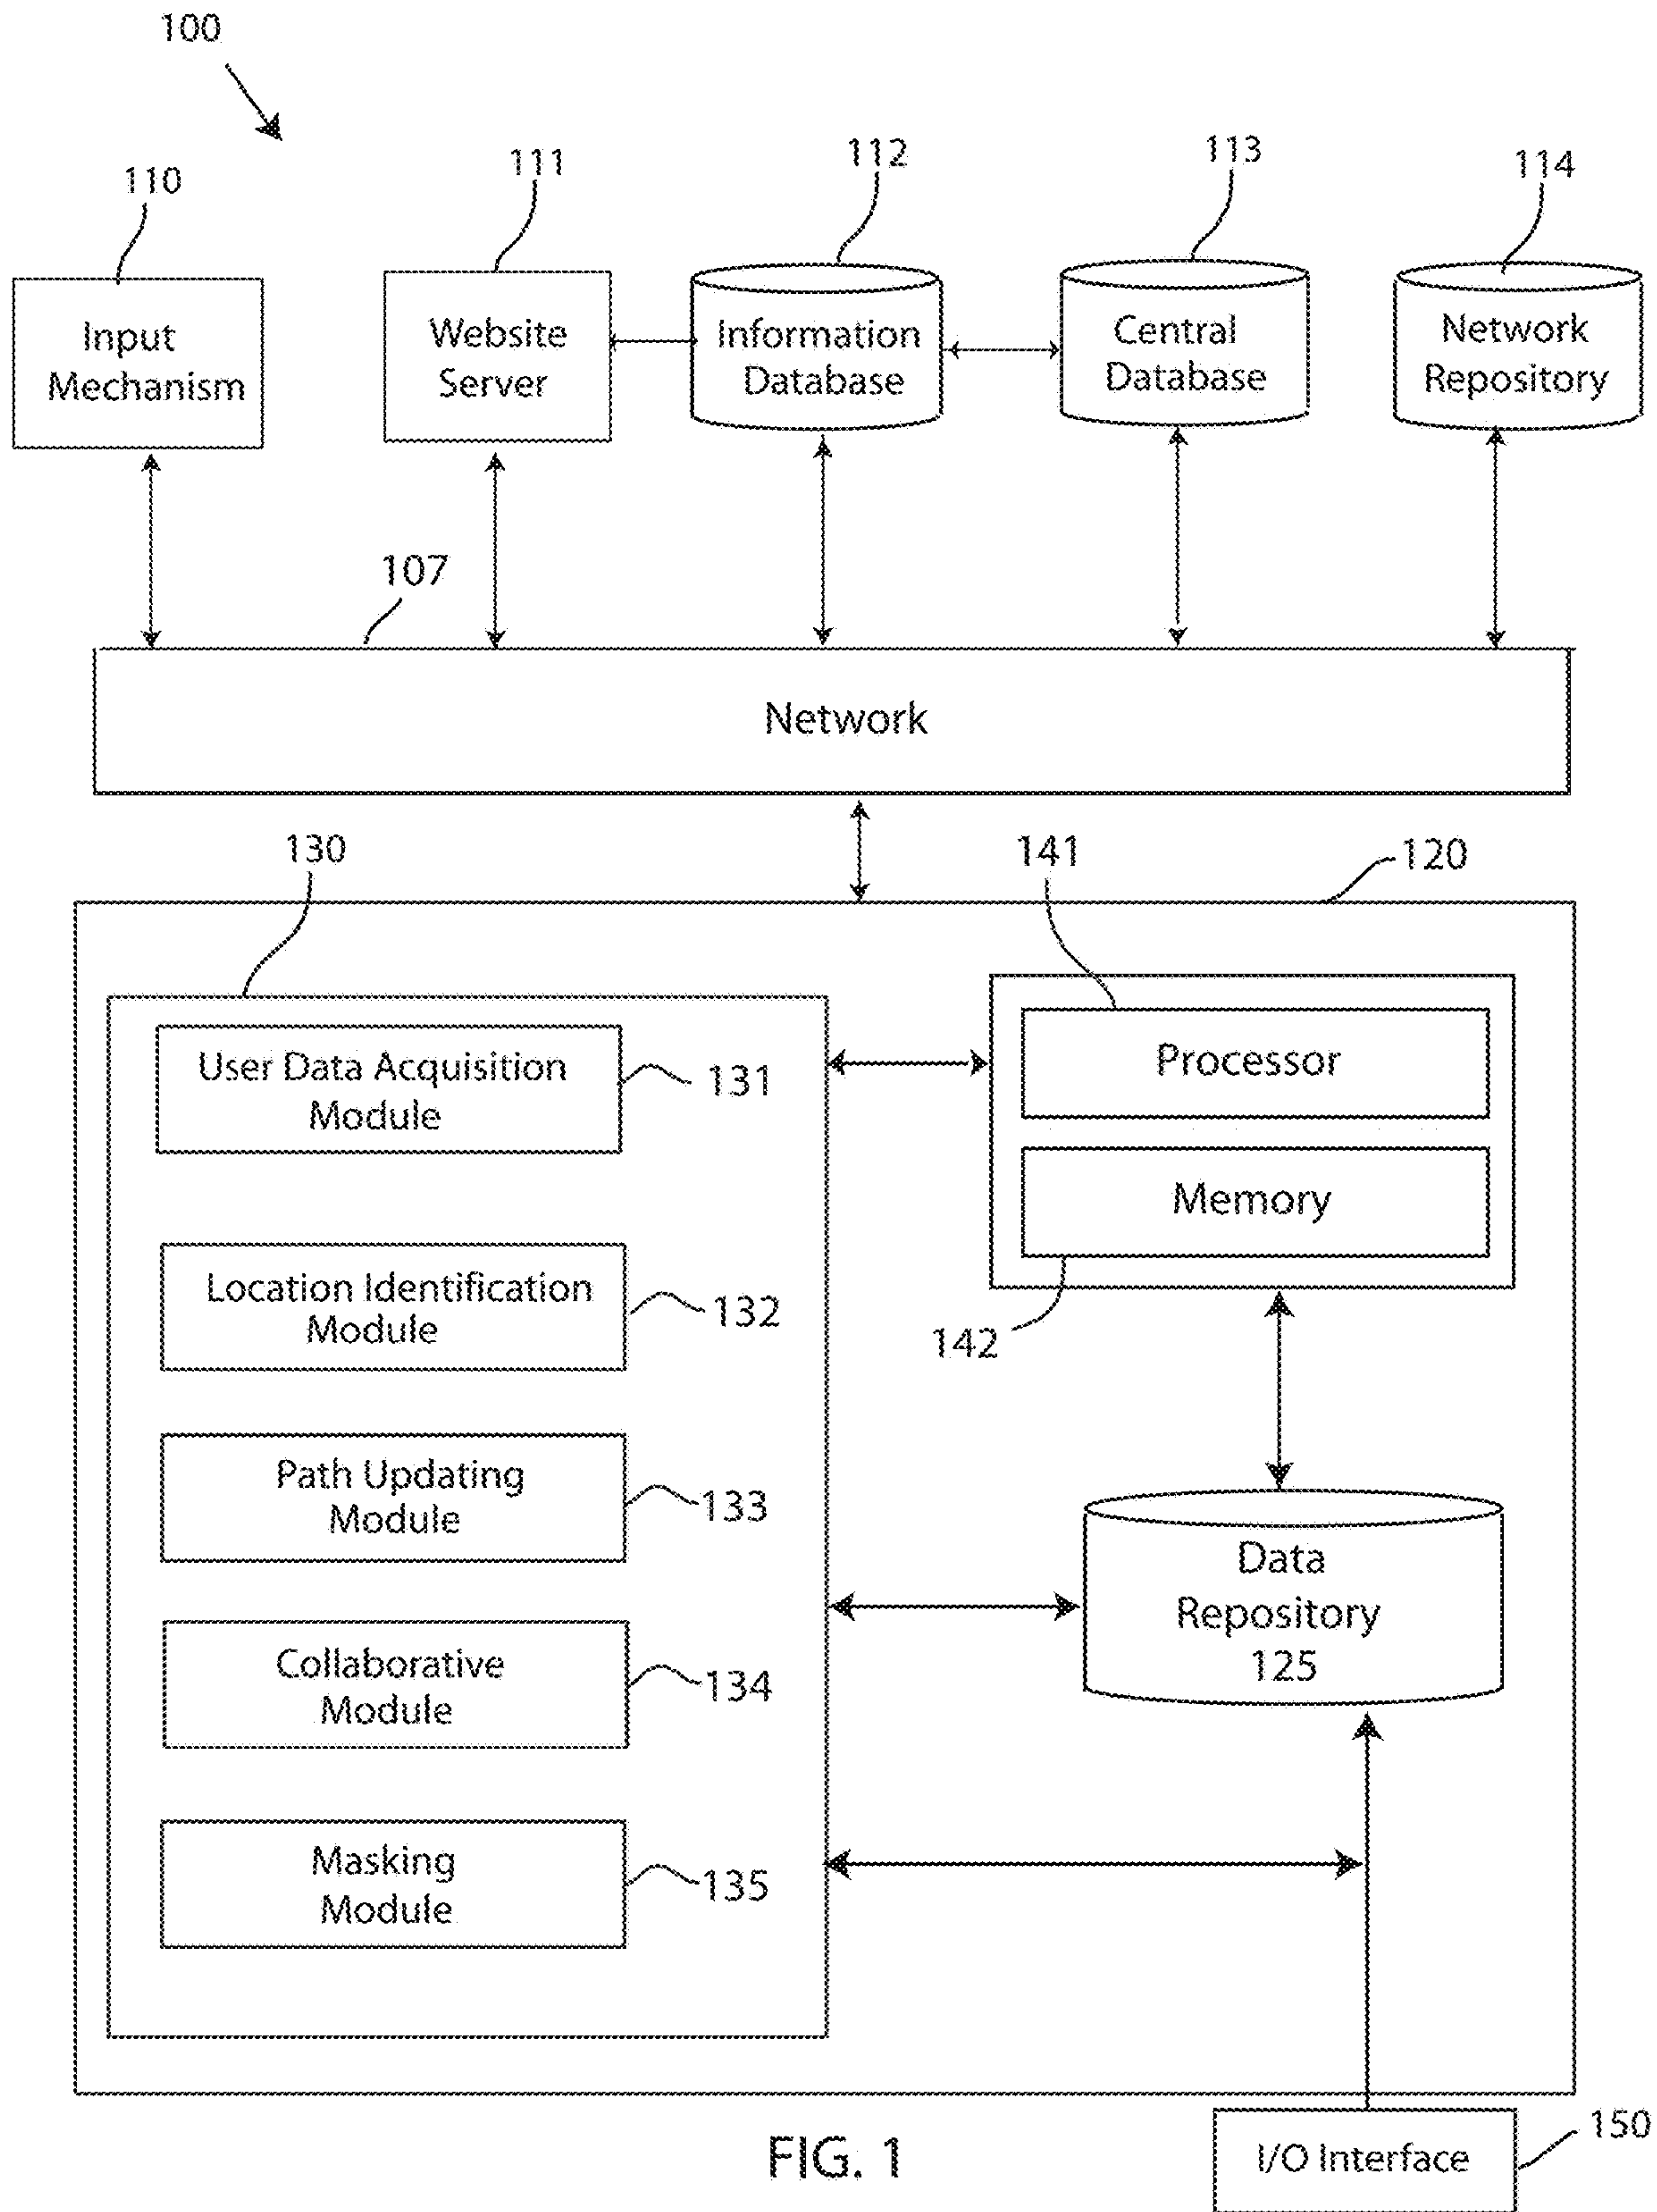 100
110
111
112
113
114
Input
Mechanism
Website
Server
Information
Database
Central
Database
Network
Repository
107
Network
130
141
120
User Data Acquisition
Module
131
Processor
Memory
142
Location Identification
Module
132
Path Updating
Module
133
Data
Repository
125
Collaborative
Module
134
Masking
Module
135
FIG. 1
I/O Interface
150